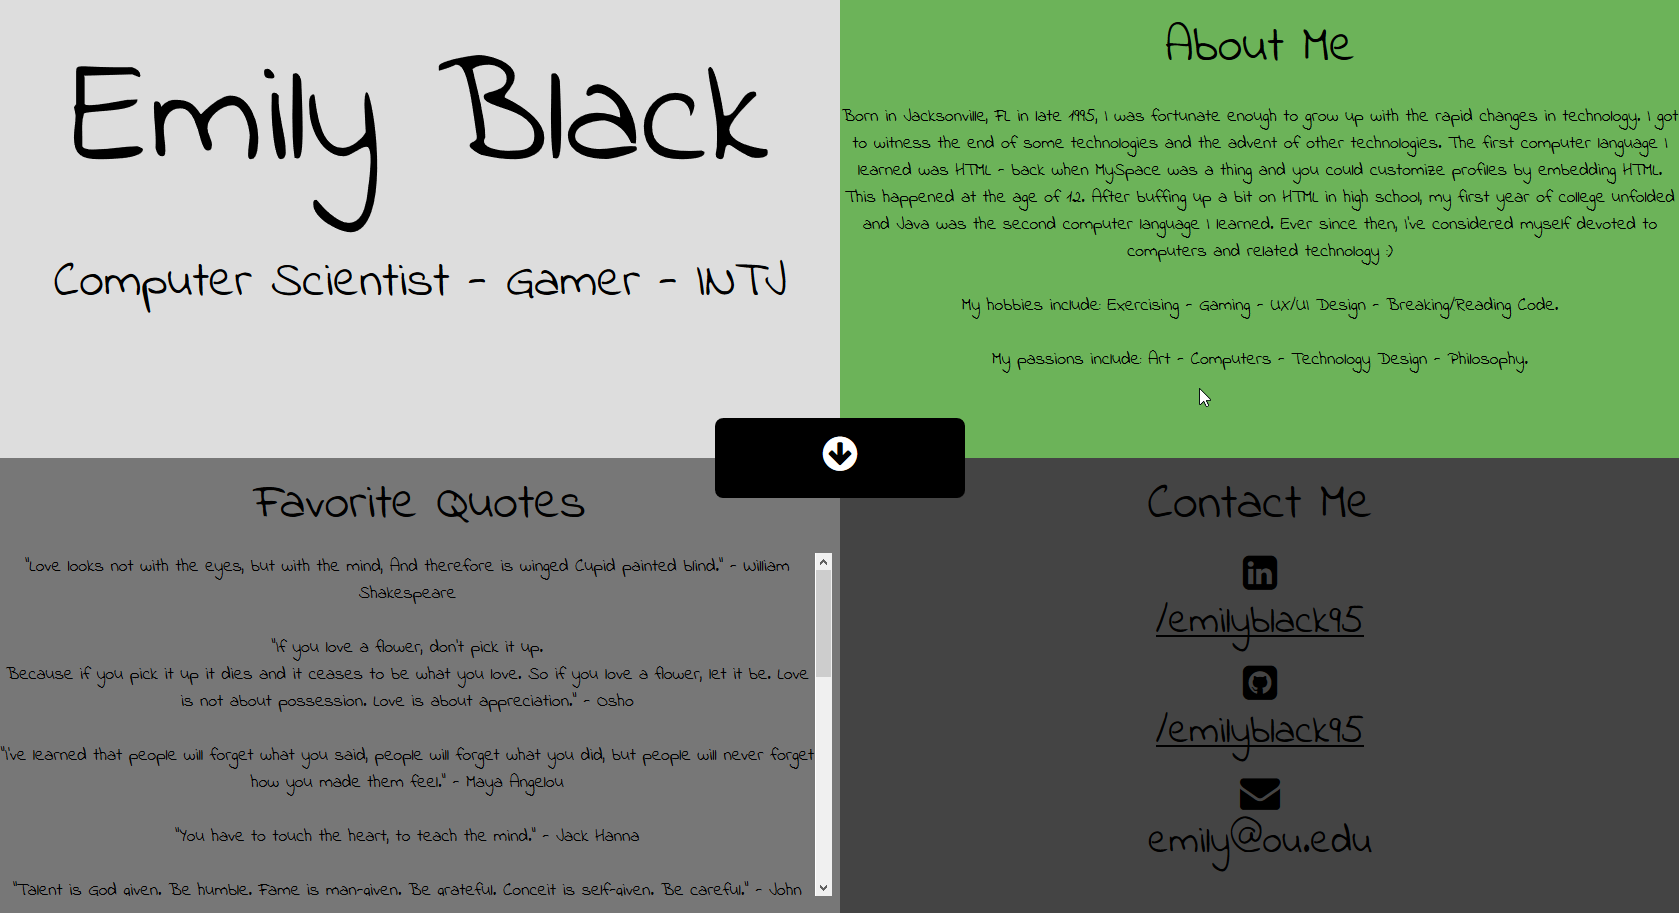 Emily Black
Computer Scientist - Gamer - INTJ
About Me
Born in Jacksonville, FL in late 1995, I was fortunate enough to grow up with the rapid changes in technology. I got
to witness the end of some technologies and the advent of other technologies. The first computer language I
learned was HTML - back when MySpace was a thing and you could customize profiles by embedding HTML.
This happened at the age of 12. After buffing up a bit on HTML in high school, my first year of college unfolded
and Java was the second computer language I learned. Ever since then, I've considered myself devoted to
computers and related technology :)
My hobbies include: Exercising - Gaming - UX/UI Design - Breaking/Reading Code.
My passions include: Art - Computers - Technology Design - Philosophy.
Favorite Quotes
"Love looks not with the eyes, but with the mind, And therefore is winged Cupid painted blind." - William
Shakespeare
"If you love a flower, don't pick it up.
Because if you pick it up it dies and it ceases to be what you love. So if you love a flower, let it be. Love
is not about possession. Love is about appreciation." - Osho
"I've learned that people will forget what you said, people will forget what you did, but people will never forget
how you made them feel." - Maya Angelou
"You have to touch the heart, to teach the mind." - Jack Hanna
"Talent is God given. Be humble. Fame is man-given. Be grateful. Conceit is self-given. Be careful." - John
Contact Me
in
/emilyblack95
/emilyblack95
emily@ou.edu